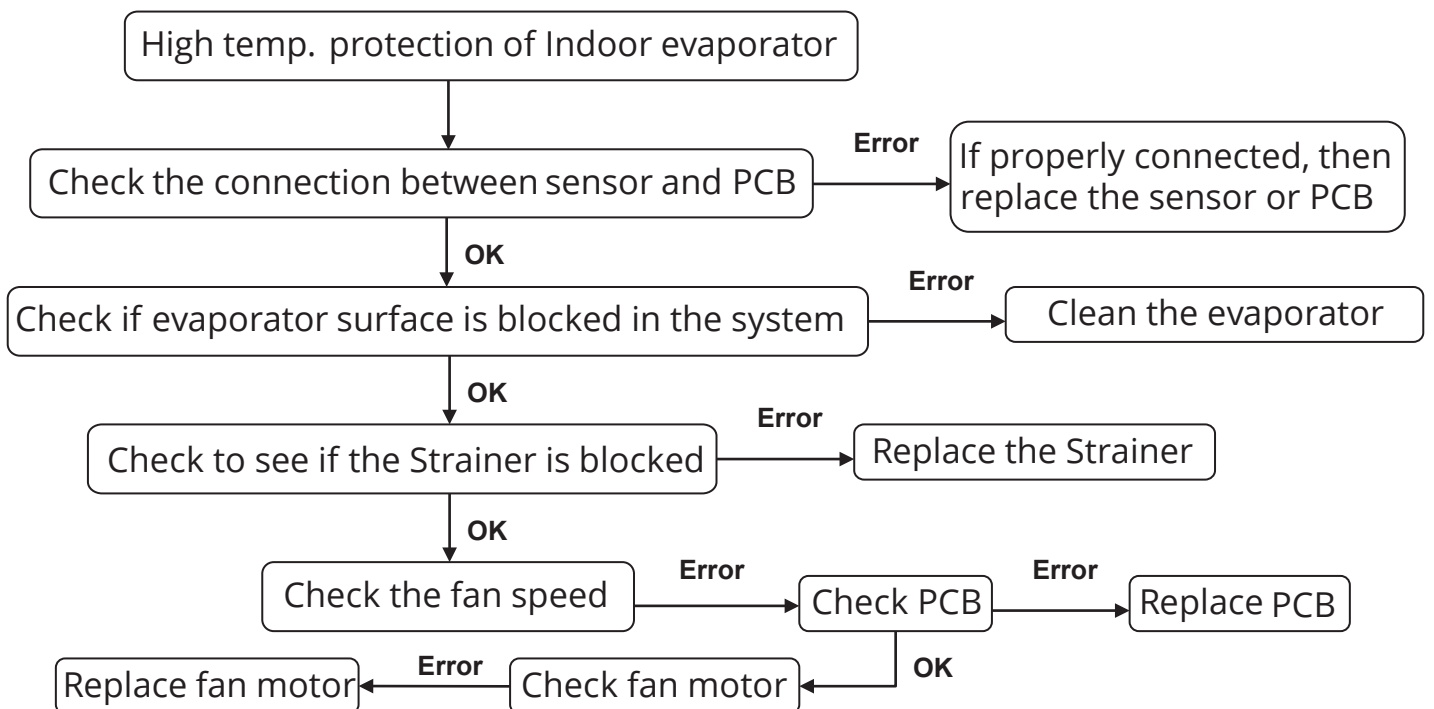 High temp. protection of Indoor evaporator
Error
Check the connection between sensor and PCB
If properly connected, then
replace the sensor or PCB
OK
Error
Check if evaporator surface is blocked in the system
Clean the evaporator
OK
Error
Check to see if the Strainer is blocked
Replace the Strainer
OK
Check the fan speed
Error
Check PCB
Error
Replace PCB
OK
Check fan motor
Error
Replace fan motor